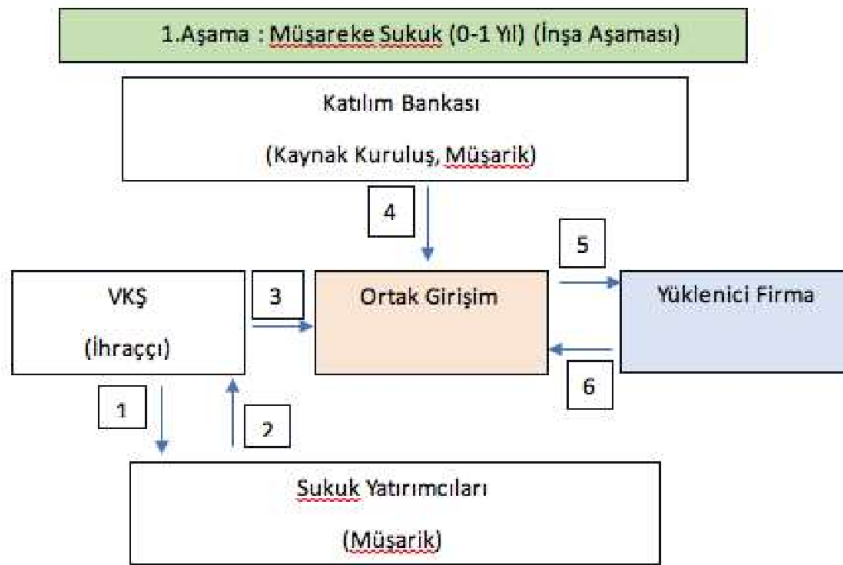 1.Aşama : Müşareke Sukuk (0-1 Yıl) (İnşa Aşaması)
Katılım Bankası
(Kaynak Kuruluş, Müşarik)
4
5
VKŞ
(İhraççı)
3
Ortak Girişim
Yüklenici Firma
6
1
2
Sukuk Yatırımcıları
(Müşarik)